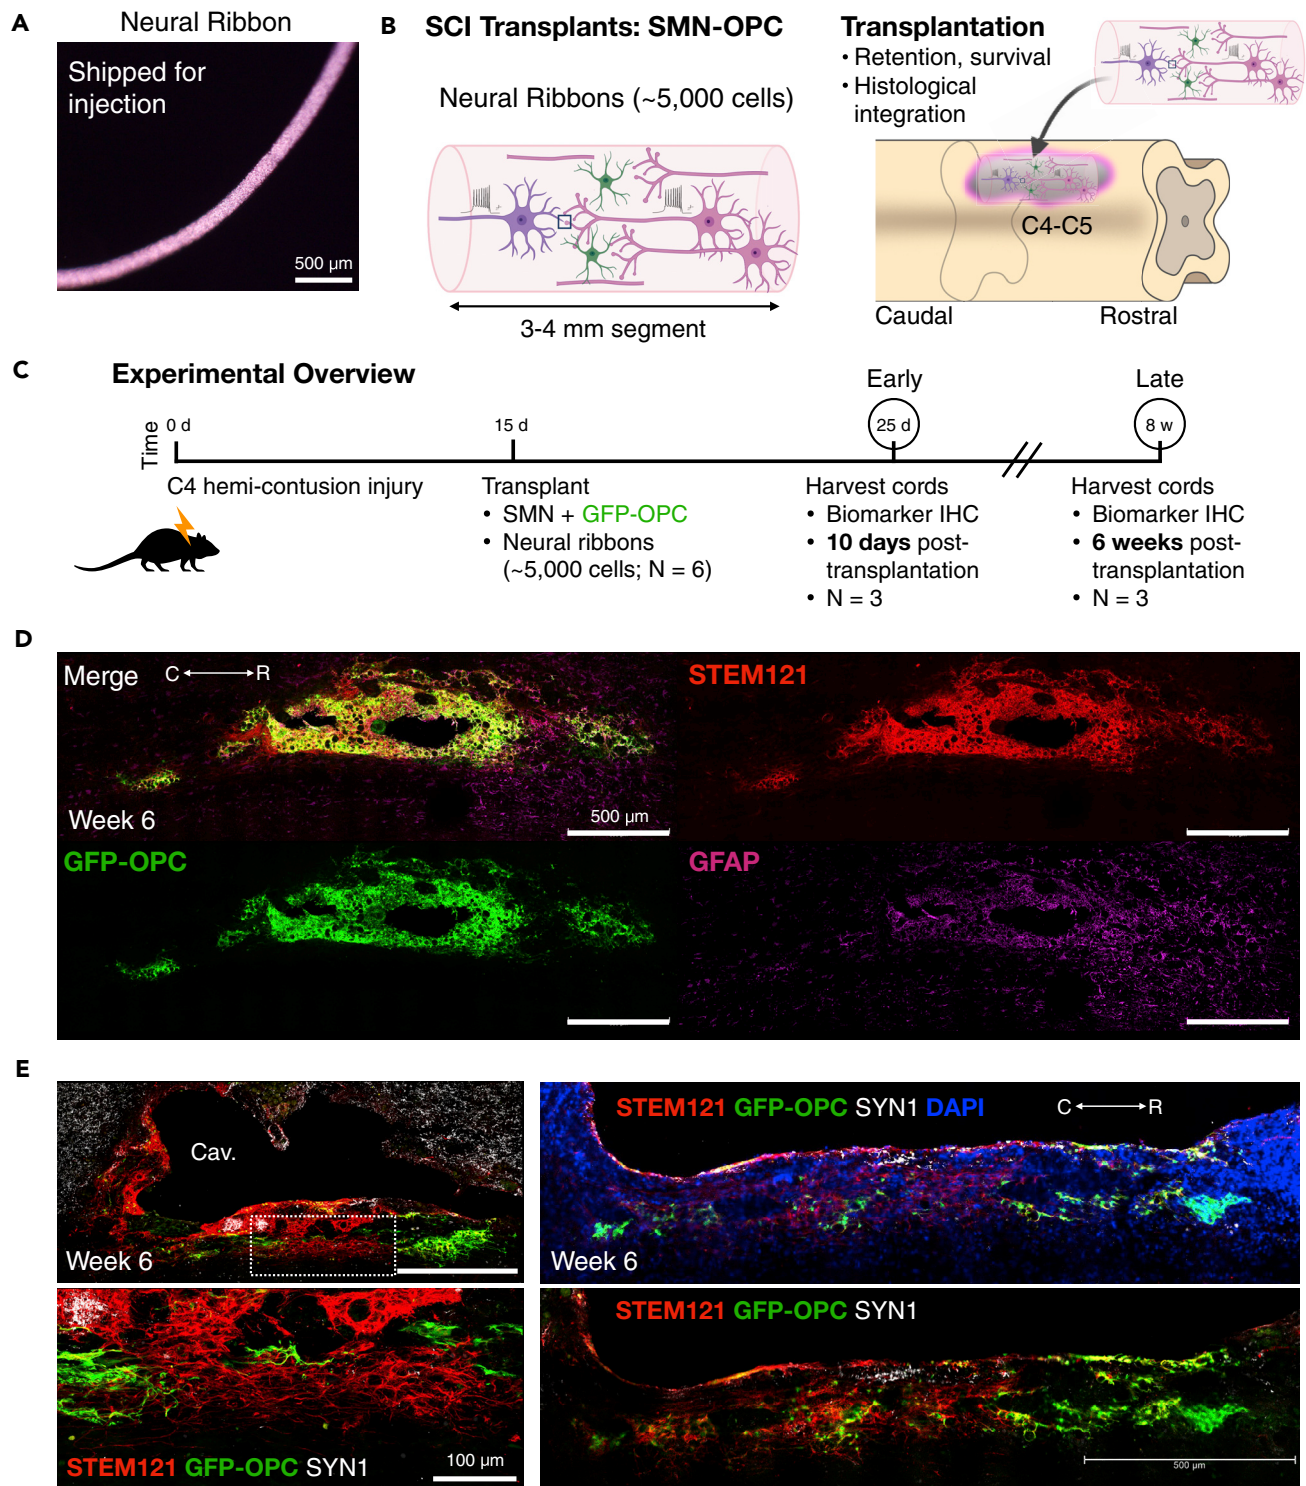 A
Neural Ribbon
Shipped for
injection
500 µm
B
SCI Transplants: SMN-OPC
Neural Ribbons (~5,000 cells)
3-4 mm segment
Transplantation
• Retention, survival
• Histological
integration
C4-C5
Caudal
Rostral
C
Experimental Overview
Time
0 d
15 d
Early
25 d
Late
8 w
C4 hemi-contusion injury
Transplant
• SMN + GFP-OPC
• Neural ribbons
(~5,000 cells; N = 6)
Harvest cords
• Biomarker IHC
• 10 days post-
transplantation
• N = 3
Harvest cords
• Biomarker IHC
• 6 weeks post-
transplantation
• N = 3
D
Merge
C
R
Week 6
500 µm
STEM121
GFP-OPC
GFAP
E
Cav.
Week 6
STEM121 GFP-OPC SYN1
100 µm
STEM121 GFP-OPC SYN1 DAPI
C
R
Week 6
STEM121 GFP-OPC SYN1
500 µm